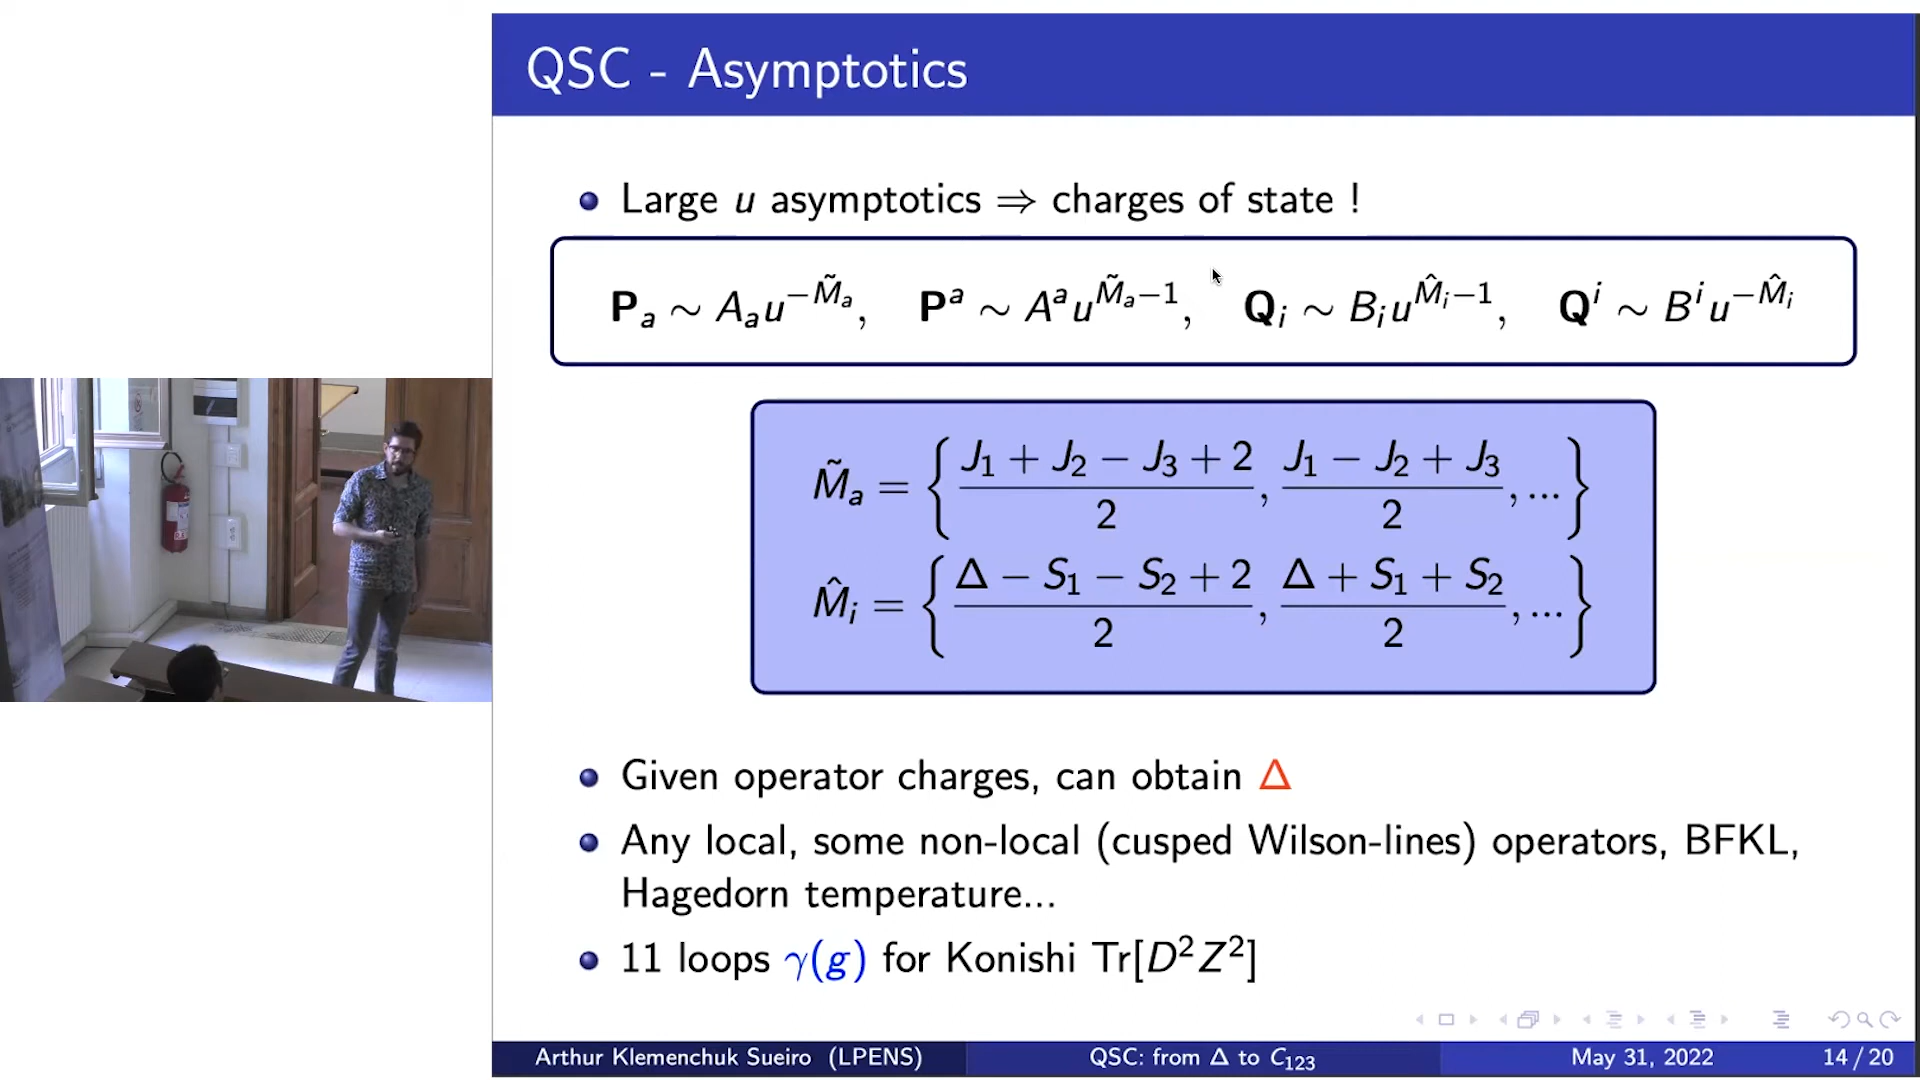 QSC - Asymptotics
Large u asymptotics ⇒ charges of state !
P_a ∼ A_a u^{−M̃_a}, P^a ∼ A^a u^{M̃_a−1}, Q_i ∼ B_i u^{M̂_i−1}, Q^i ∼ B^i u^{−M̂_i}
M̃_a = { (J_1 + J_2 − J_3 + 2)/2, (J_1 − J_2 + J_3)/2, ... }
M̂_i = { (Δ − S_1 − S_2 + 2)/2, (Δ + S_1 + S_2)/2, ... }
Given operator charges, can obtain Δ
Any local, some non-local (cusped Wilson-lines) operators, BFKL,
Hagedorn temperature...
11 loops γ(g) for Konishi Tr[D²Z²]
Arthur Klemenchuk Sueiro (LPENS) QSC: from Δ to C_{123} May 31, 2022 14 / 20